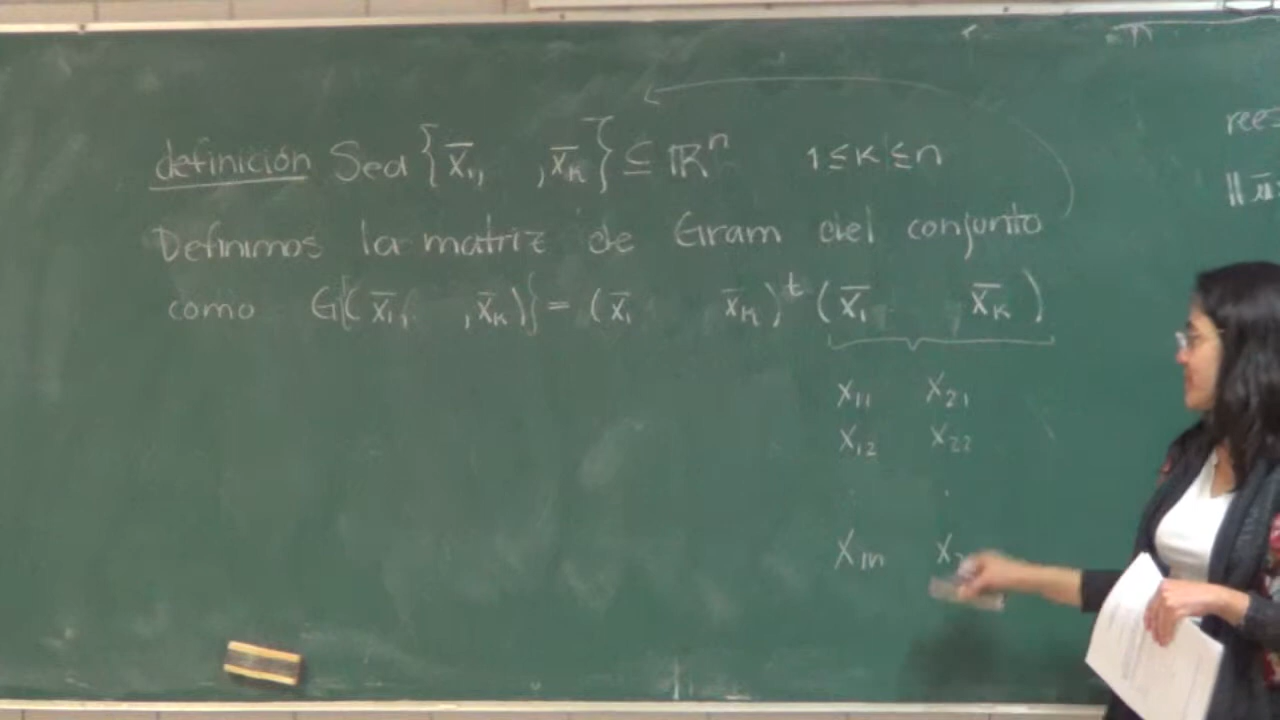 definición Sea {x̄₁, ,x̄ₖ} ⊆ ℝⁿ 1≤k≤n
Definimos la matriz de Gram del conjunto
como G{(x̄₁, ,x̄ₖ)} = (x̄₁ x̄ₖ)ᵗ (x̄₁ x̄ₖ)
x₁₁ x₂₁
x₁₂ x₂₂
x₁ₙ x₂